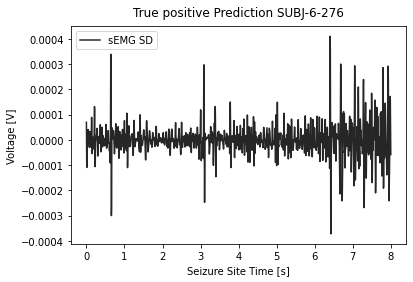 True positive Prediction SUBJ-6-276
sEMG SD
Voltage [V]
0.0004
0.0003
0.0002
0.0001
0.0000
−0.0001
−0.0002
−0.0003
−0.0004
0 1 2 3 4 5 6 7 8
Seizure Site Time [s]